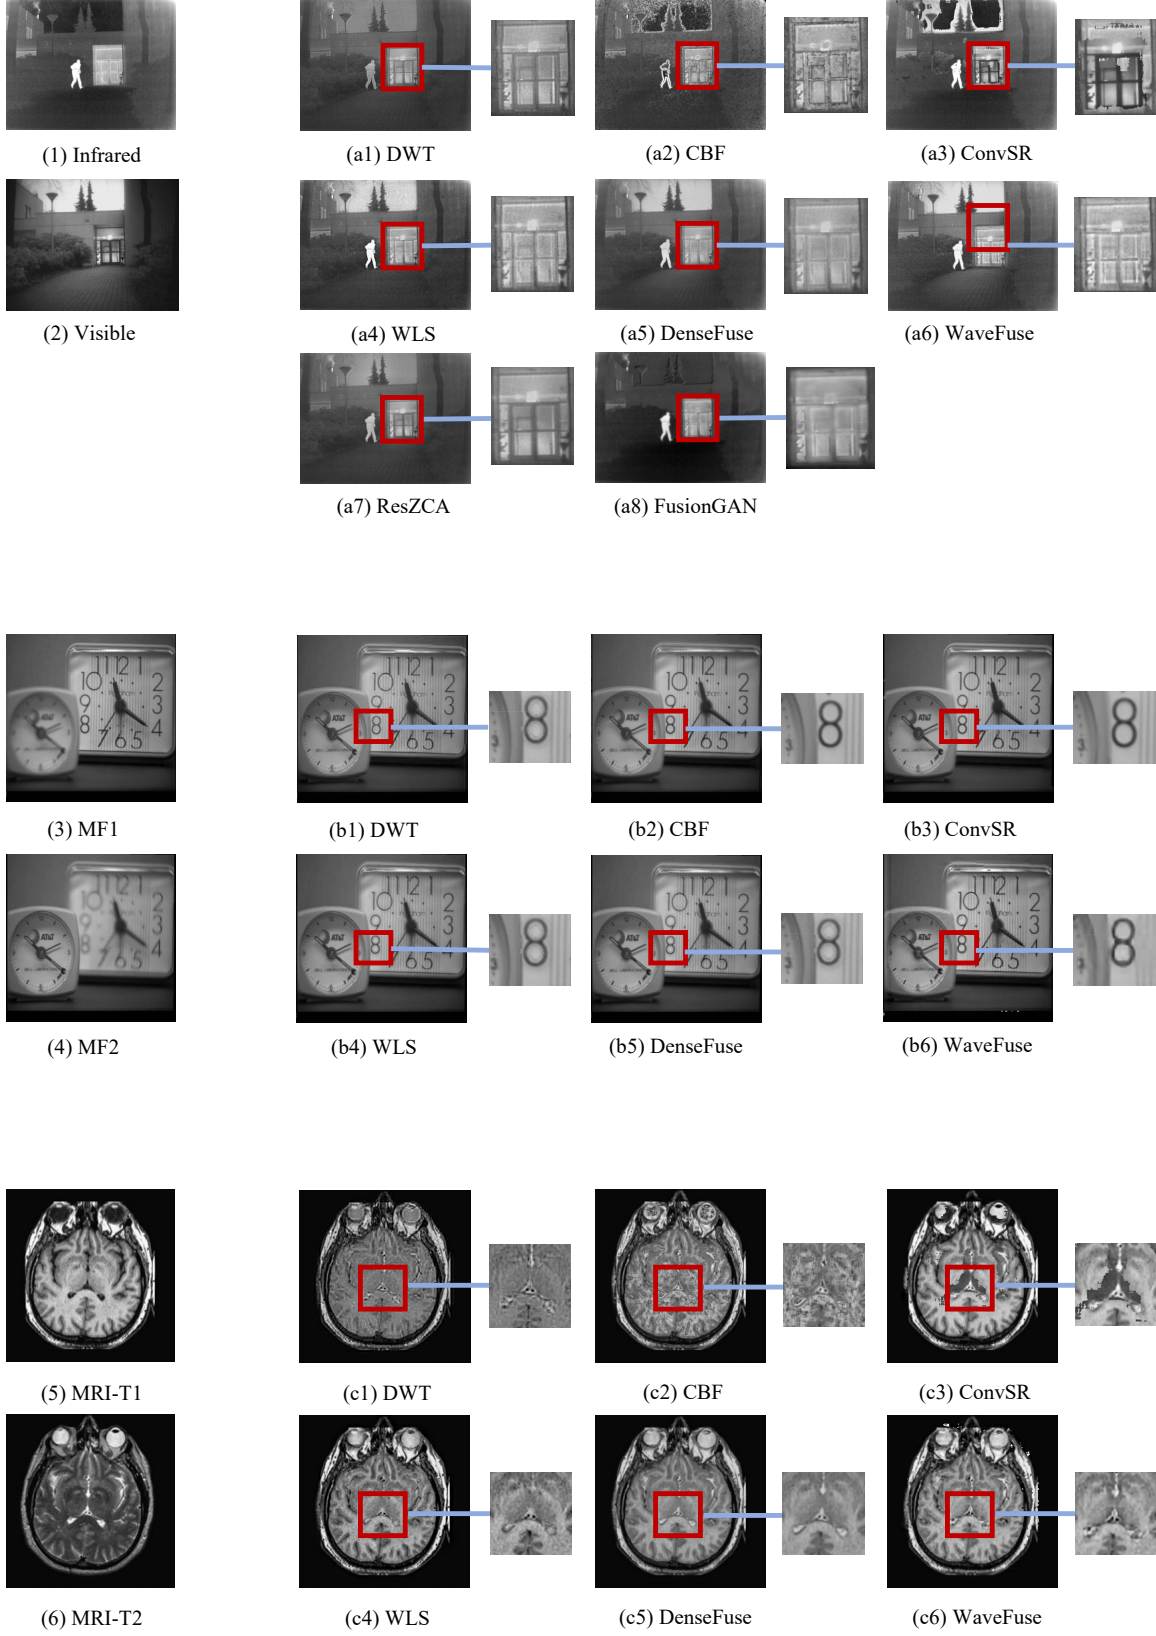 (1) Infrared
(a1) DWT
(a2) CBF
(a3) ConvSR
(2) Visible
(a4) WLS
(a5) DenseFuse
(a6) WaveFuse
(a7) ResZCA
(a8) FusionGAN
(3) MF1
(b1) DWT
(b2) CBF
(b3) ConvSR
(4) MF2
(b4) WLS
(b5) DenseFuse
(b6) WaveFuse
(5) MRI-T1
(c1) DWT
(c2) CBF
(c3) ConvSR
(6) MRI-T2
(c4) WLS
(c5) DenseFuse
(c6) WaveFuse